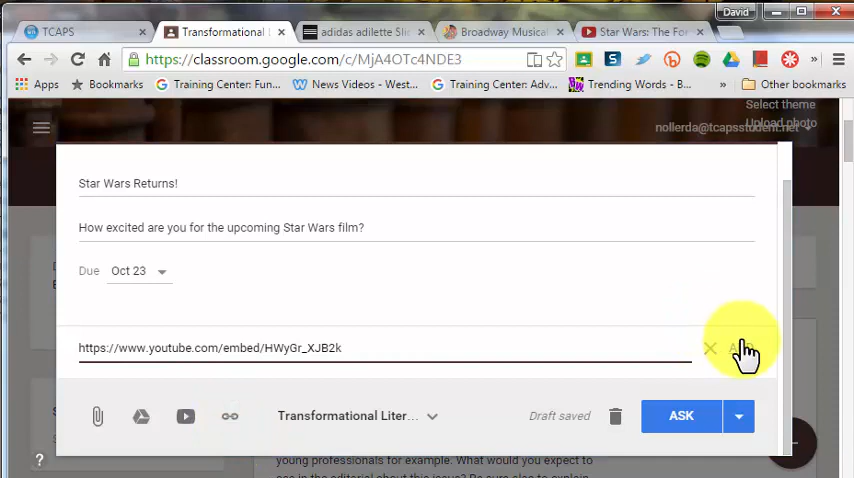 David
TCAPS
Transformational L
adidas adilette Slid
Broadway Musical
Star Wars: The For
https://classroom.google.com/c/MjA4OTc4NDE3
Apps
Bookmarks
Training Center: Fun...
News Videos - West...
Training Center: Adv...
Trending Words - B...
» Other bookmarks
Select theme
Upload photo
nollerda@tcapsstudent.net
Star Wars Returns!
How excited are you for the upcoming Star Wars film?
Due Oct 23
https://www.youtube.com/embed/HWyGr_XJB2k
Transformational Liter...
Draft saved
ASK
?
young professionals for example. What would you expect to
see in the editorial about this issue? Be sure also to explain